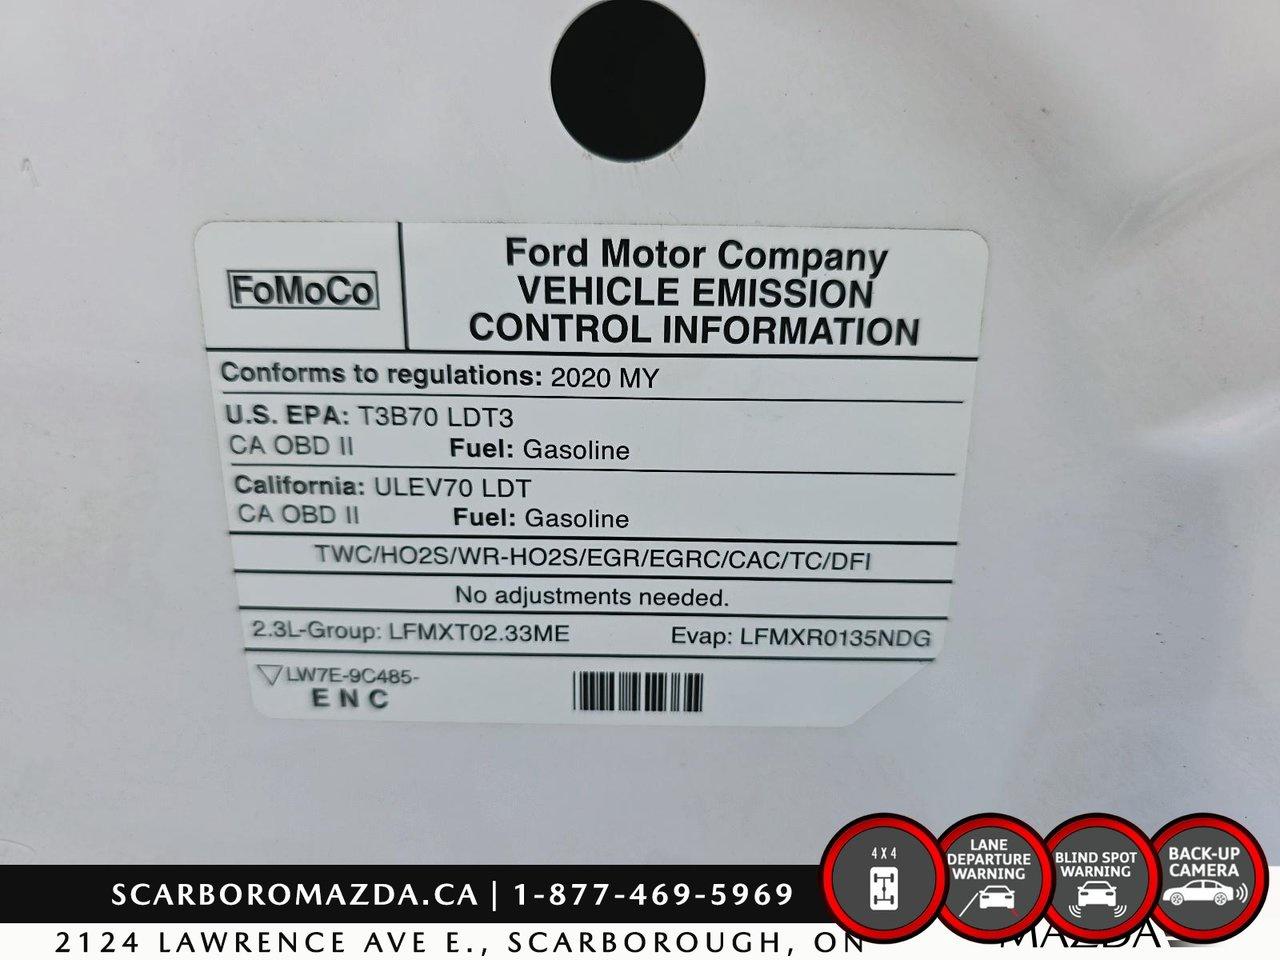 FoMoCo
Ford Motor Company
VEHICLE EMISSION
CONTROL INFORMATION
Conforms to regulations: 2020 MY
U.S. EPA: T3B70 LDT3
CA OBD II Fuel: Gasoline
California: ULEV70 LDT
CA OBD II Fuel: Gasoline
TWC/HO2S/WR-HO2S/EGR/EGRC/CAC/TC/DFI
No adjustments needed.
2.3L-Group: LFMXT02.33ME Evap: LFMXR0135NDG
LW7E-9C485-
ENC
4X4
LANE
DEPARTURE
WARNING
BLIND SPOT
WARNING
BACK-UP
CAMERA
SCARBOROMAZDA.CA | 1-877-469-5969
2124 LAWRENCE AVE E., SCARBOROUGH, ON
MAZDA